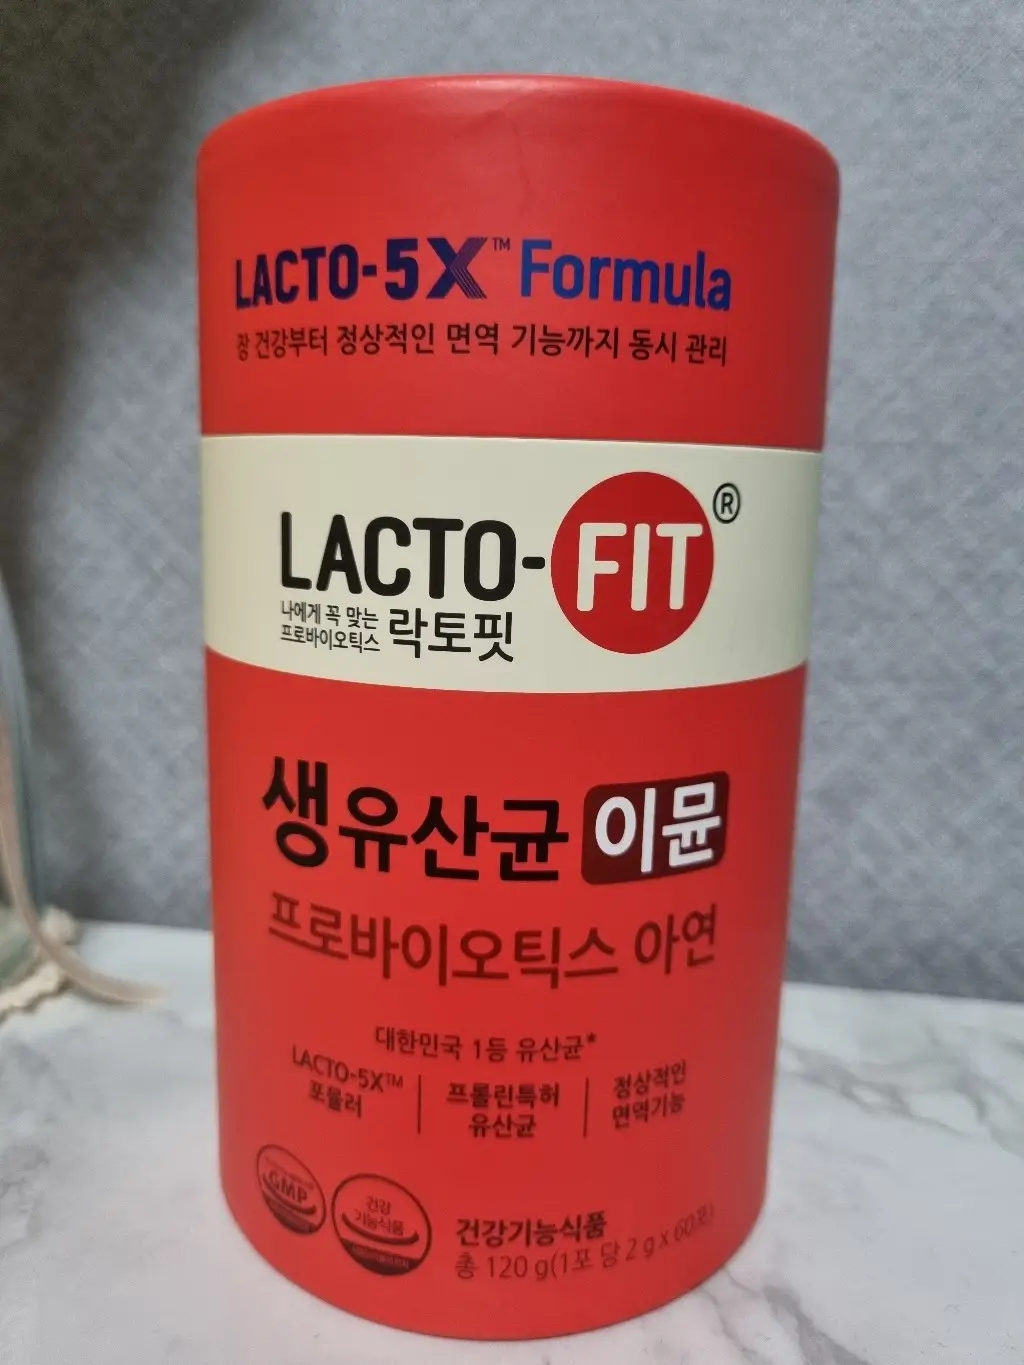 LACTO-5X™ Formula
장 건강부터 정상적인 면역 기능까지 동시 관리
LACTO-FIT®
나에게 꼭 맞는
프로바이오틱스 락토핏
생유산균 이뮨
프로바이오틱스 아연
대한민국 1등 유산균*
LACTO-5X™
포뮬러
프롤린특허
유산균
정상적인
면역기능
GMP
건강
기능식품
건강기능식품
총 120 g(1포 당 2 g x 60포)